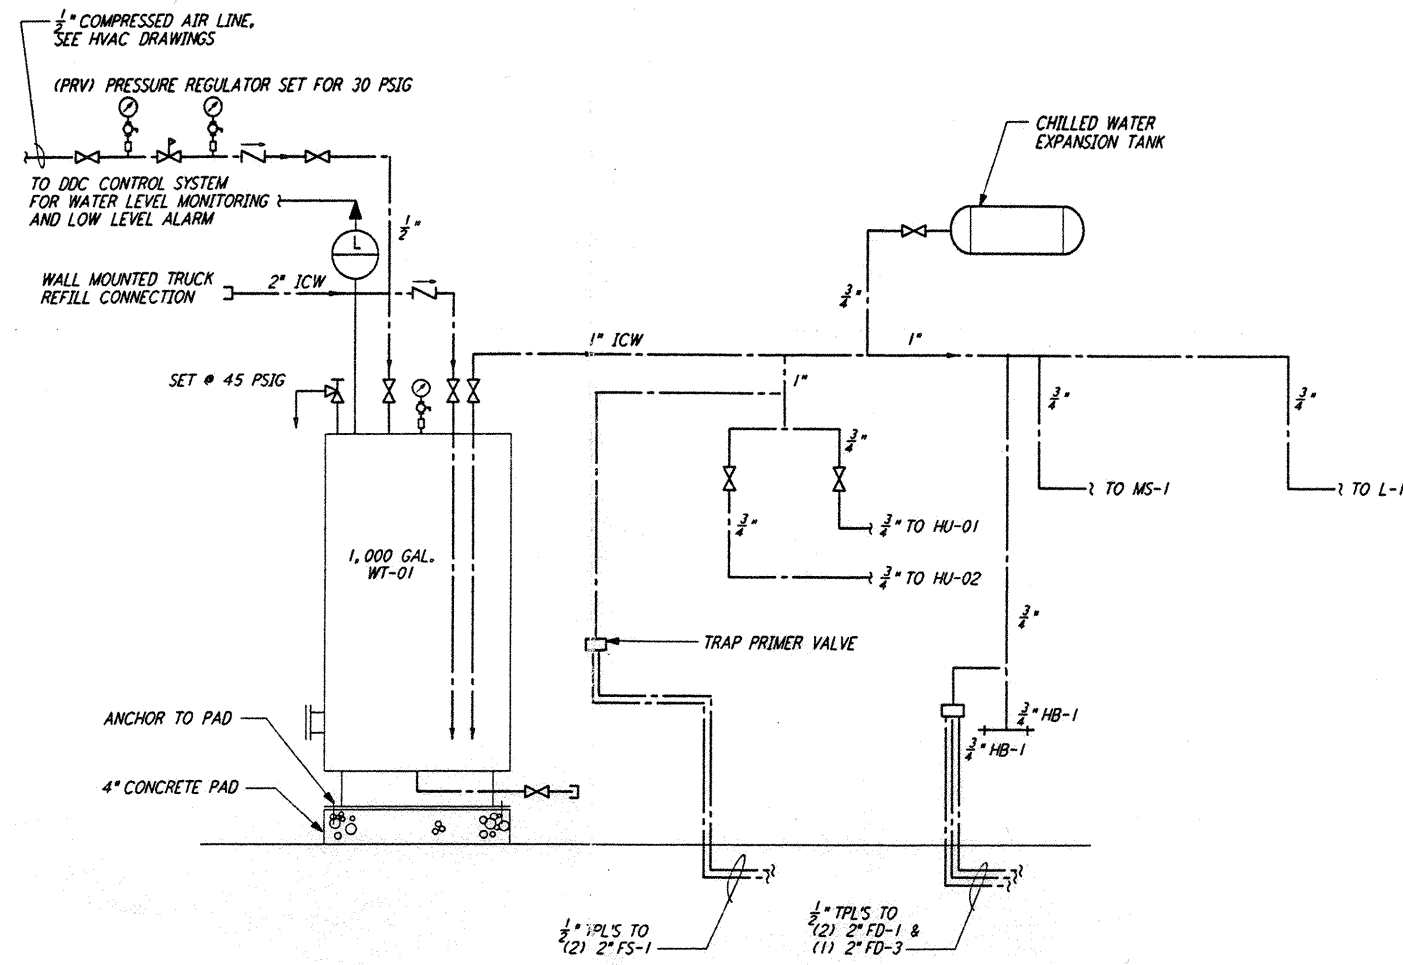 1/2" COMPRESSED AIR LINE,
SEE HVAC DRAWINGS
(PRV) PRESSURE REGULATOR SET FOR 30 PSIG
CHILLED WATER
EXPANSION TANK
TO DDC CONTROL SYSTEM
FOR WATER LEVEL MONITORING
AND LOW LEVEL ALARM
1/2"
L
WALL MOUNTED TRUCK
REFILL CONNECTION
2" ICW
3/4"
1" ICW
1"
SET @ 45 PSIG
1"
3/4"
3/4"
3/4"
TO MS-1
TO L-1
3/4"
3/4" TO HU-01
1,000 GAL.
WT-01
3/4" TO HU-02
3/4"
TRAP PRIMER VALVE
ANCHOR TO PAD
3/4" HB-1
3/4" HB-1
4" CONCRETE PAD
1/2" TPL'S TO
(2) 2" FS-1
1/2" TPL'S TO
(2) 2" FD-1 &
(1) 2" FD-3